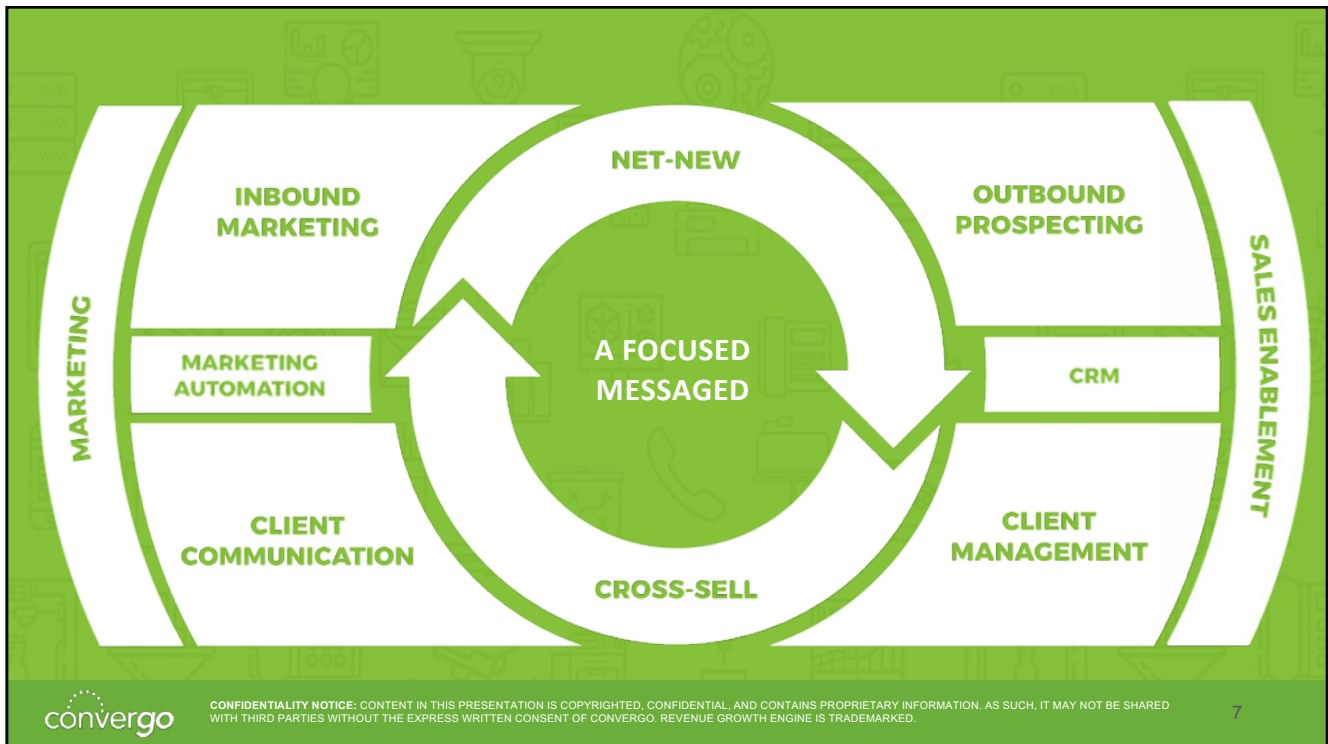 NET-NEW
INBOUND
MARKETING
OUTBOUND
PROSPECTING
MARKETING
MARKETING
AUTOMATION
A FOCUSED
MESSAGED
CRM
SALES ENABLEMENT
CLIENT
COMMUNICATION
CLIENT
MANAGEMENT
CROSS-SELL
convergo
CONFIDENTIALITY NOTICE: CONTENT IN THIS PRESENTATION IS COPYRIGHTED, CONFIDENTIAL, AND CONTAINS PROPRIETARY INFORMATION. AS SUCH, IT MAY NOT BE SHARED
WITH THIRD PARTIES WITHOUT THE EXPRESS WRITTEN CONSENT OF CONVERGO. REVENUE GROWTH ENGINE IS TRADEMARKED.
7